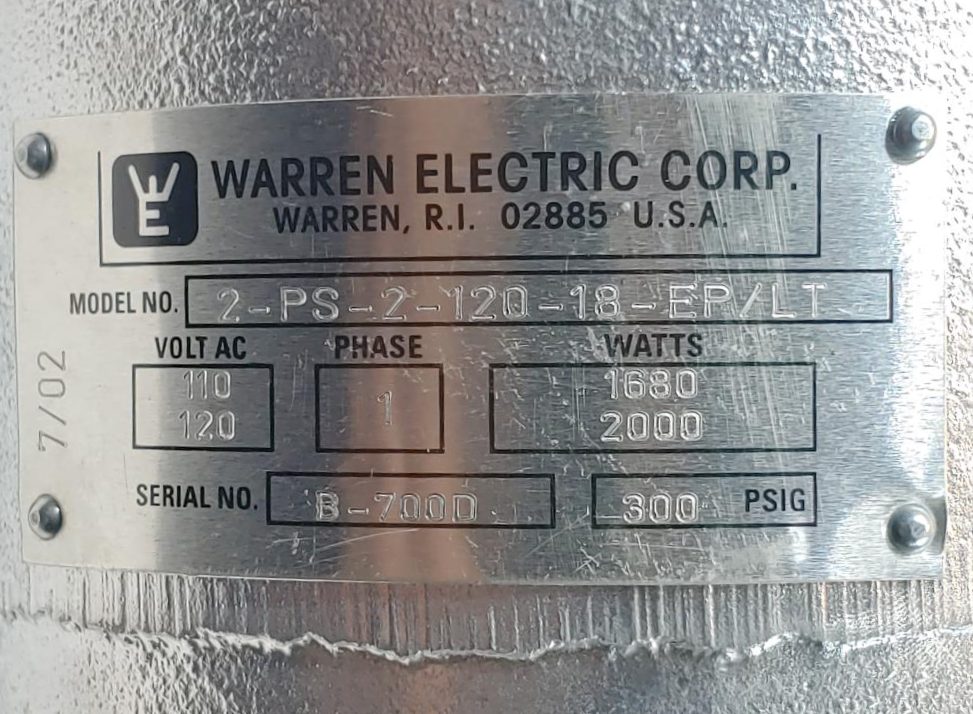 WE
WARREN ELECTRIC CORP.
WARREN, R.I. 02885 U.S.A.
MODEL NO. 2-PS-2-120-18-EP/LT
VOLT AC PHASE WATTS
110 1 1680
120 2000
7/02
SERIAL NO. B-700D 300 PSIG